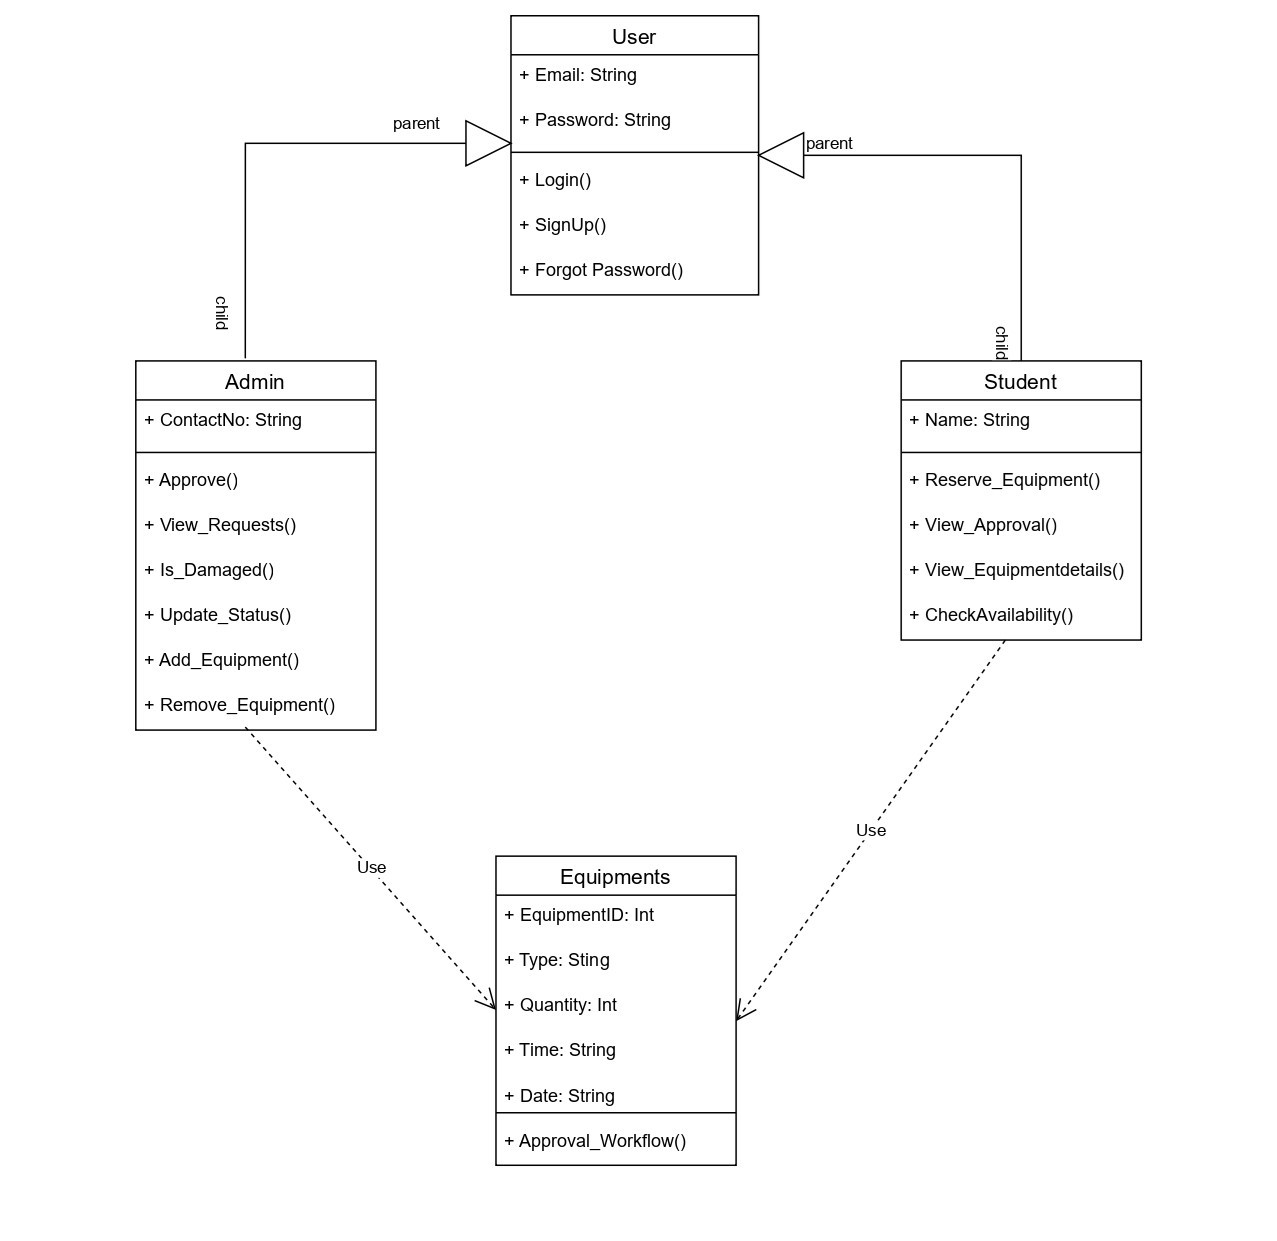 User
+ Email: String
+ Password: String
+ Login()
+ SignUp()
+ Forgot Password()
parent
parent
child
child
Admin
+ ContactNo: String
+ Approve()
+ View_Requests()
+ Is_Damaged()
+ Update_Status()
+ Add_Equipment()
+ Remove_Equipment()
Student
+ Name: String
+ Reserve_Equipment()
+ View_Approval()
+ View_Equipmentdetails()
+ CheckAvailability()
Use
Use
Equipments
+ EquipmentID: Int
+ Type: Sting
+ Quantity: Int
+ Time: String
+ Date: String
+ Approval_Workflow()